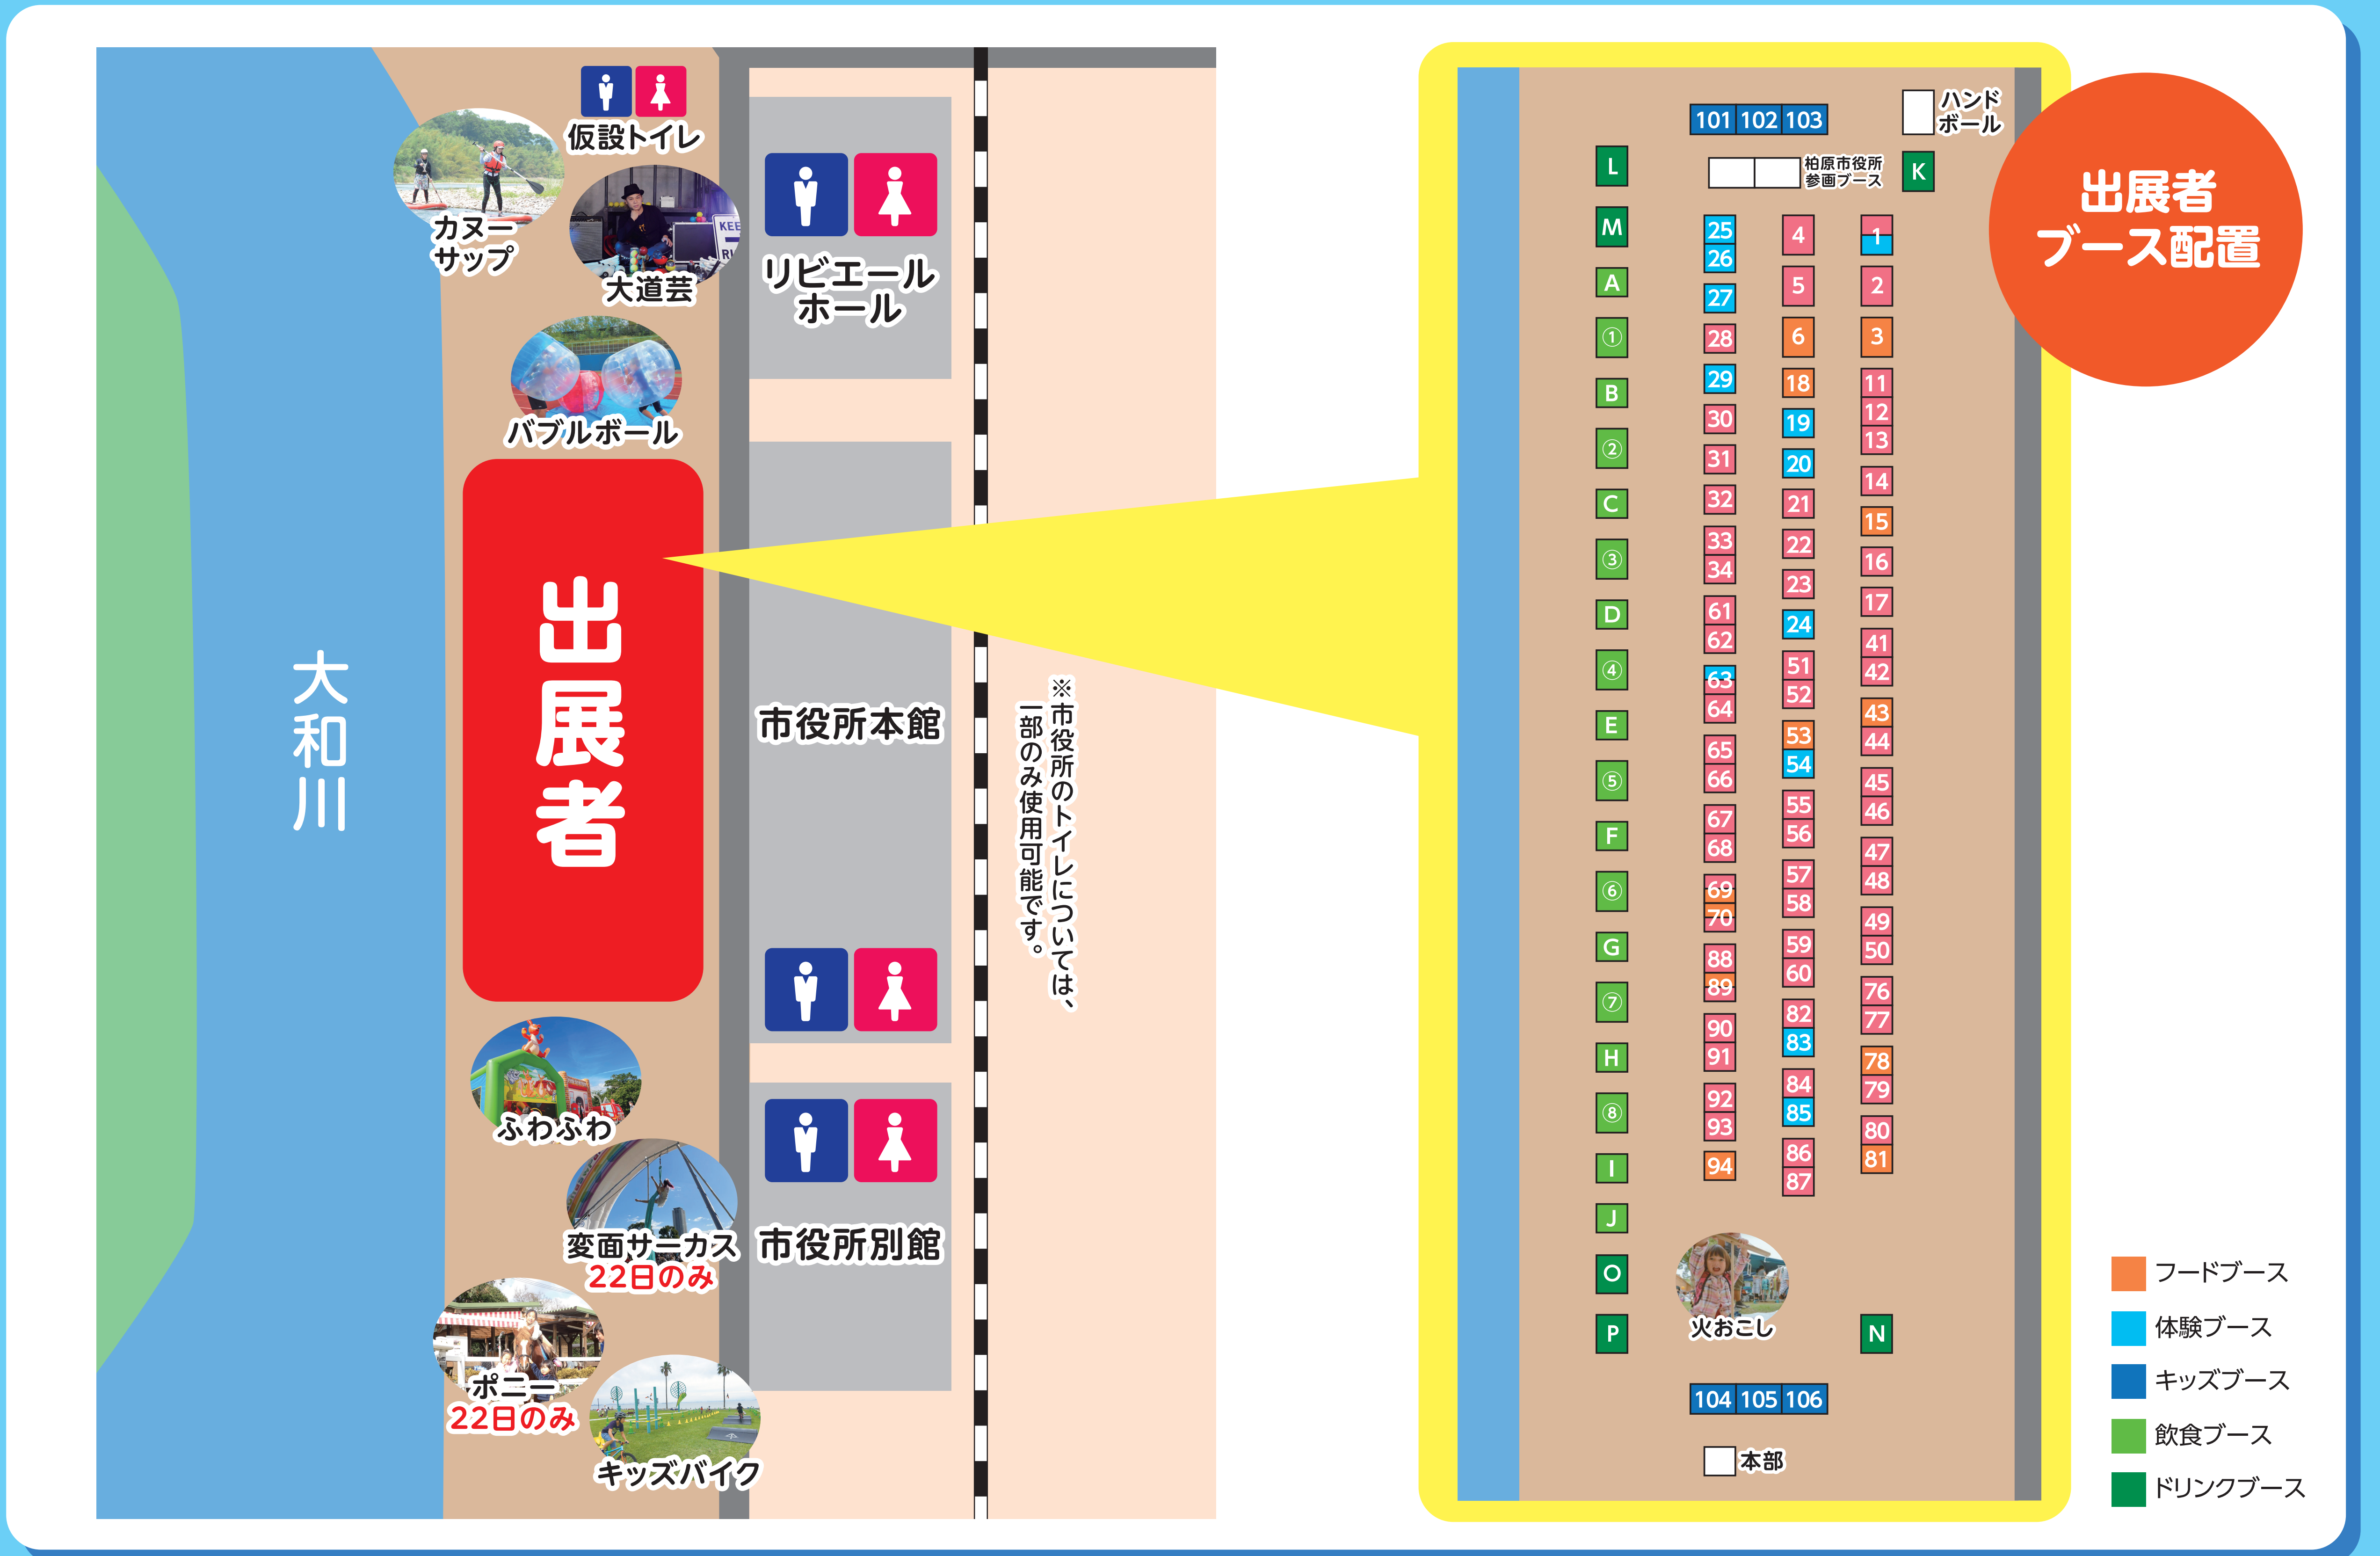 仮設トイレ
カヌー
サップ
大道芸
KEE
RI
バブルボール
出展者
大和川
ふわふわ
変面サーカス
22日のみ
ポニー
22日のみ
キッズバイク
リビエール
ホール
市役所本館
市役所別館
※市役所のトイレについては、
一部のみ使用可能です。
出展者
ブース配置
101 102 103
ハンド
ボール
柏原市役所
参画ブース
K
L
M
A
①
B
②
C
③
D
④
E
⑤
F
⑥
G
⑦
H
⑧
I
J
O
P
25
26
27
28
29
30
31
32
33
34
61
62
63
64
65
66
67
68
69
70
88
89
90
91
92
93
94
4
5
6
18
19
20
21
22
23
24
51
52
53
54
55
56
57
58
59
60
82
83
84
85
86
87
1
2
3
11
12
13
14
15
16
17
41
42
43
44
45
46
47
48
49
50
76
77
78
79
80
81
火おこし
N
104 105 106
本部
フードブース
体験ブース
キッズブース
飲食ブース
ドリンクブース